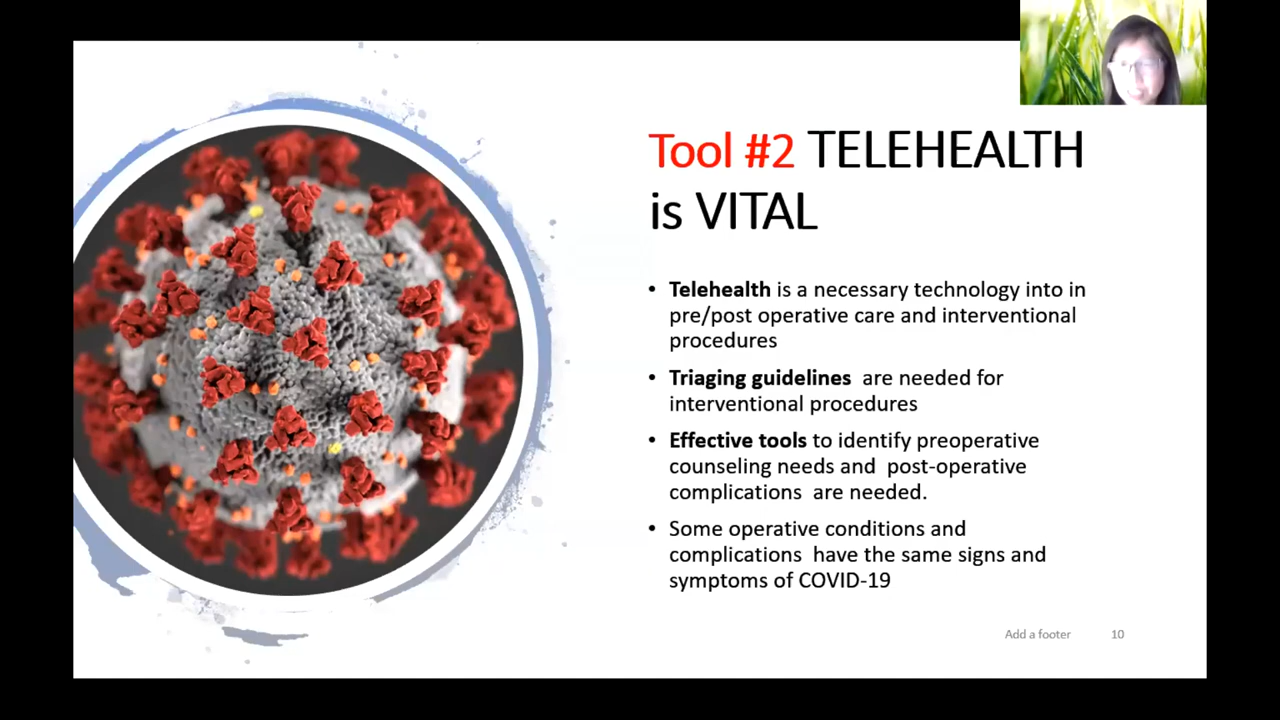 Tool #2 TELEHEALTH
is VITAL
• Telehealth is a necessary technology into in
pre/post operative care and interventional
procedures
• Triaging guidelines are needed for
interventional procedures
• Effective tools to identify preoperative
counseling needs and post-operative
complications are needed.
• Some operative conditions and
complications have the same signs and
symptoms of COVID-19
Add a footer 10